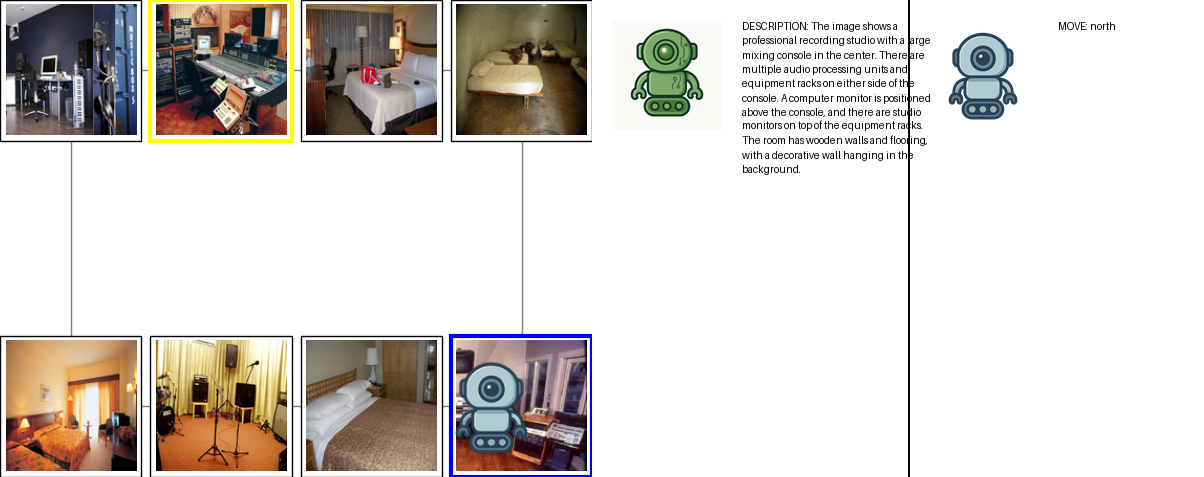 MUSIC BOX 5
DESCRIPTION: The image shows a
professional recording studio with a large
mixing console in the center. There are
multiple audio processing units and
equipment racks on either side of the
console. A computer monitor is positioned
above the console, and there are studio
monitors on top of the equipment racks.
The room has wooden walls and flooring,
with a decorative wall hanging in the
background.
MOVE: north